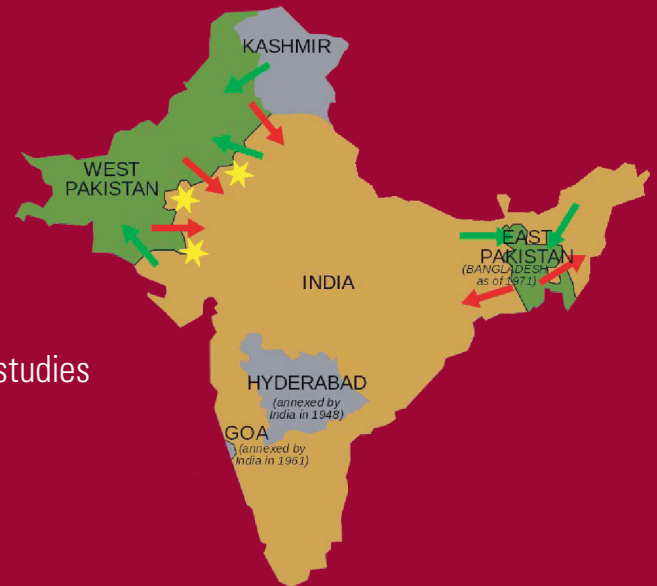 KASHMIR
WEST
PAKISTAN
EAST
PAKISTAN
(BANGLADESH
as of 1971)
INDIA
studies
HYDERABAD
(annexed by
India in 1948)
GOA
(annexed by
India in 1961)